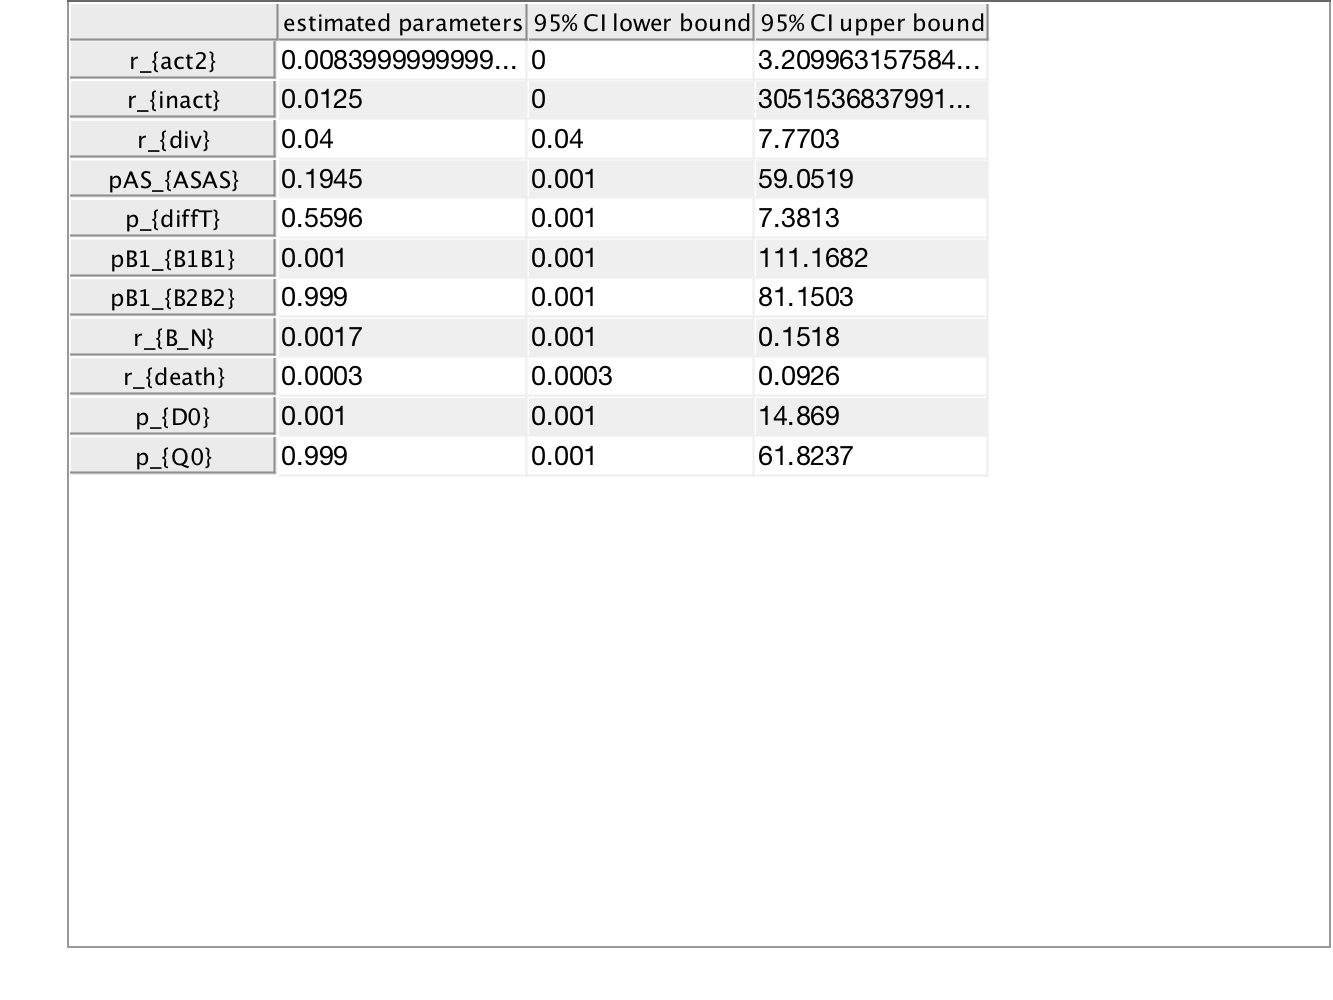 estimated parameters 95% CI lower bound 95% CI upper bound
r_{act2} 0.0083999999999... 0 3.209963157584...
r_{inact} 0.0125 0 3051536837991...
r_{div} 0.04 0.04 7.7703
pAS_{ASAS} 0.1945 0.001 59.0519
p_{diffT} 0.5596 0.001 7.3813
pB1_{B1B1} 0.001 0.001 111.1682
pB1_{B2B2} 0.999 0.001 81.1503
r_{B_N} 0.0017 0.001 0.1518
r_{death} 0.0003 0.0003 0.0926
p_{D0} 0.001 0.001 14.869
p_{Q0} 0.999 0.001 61.8237